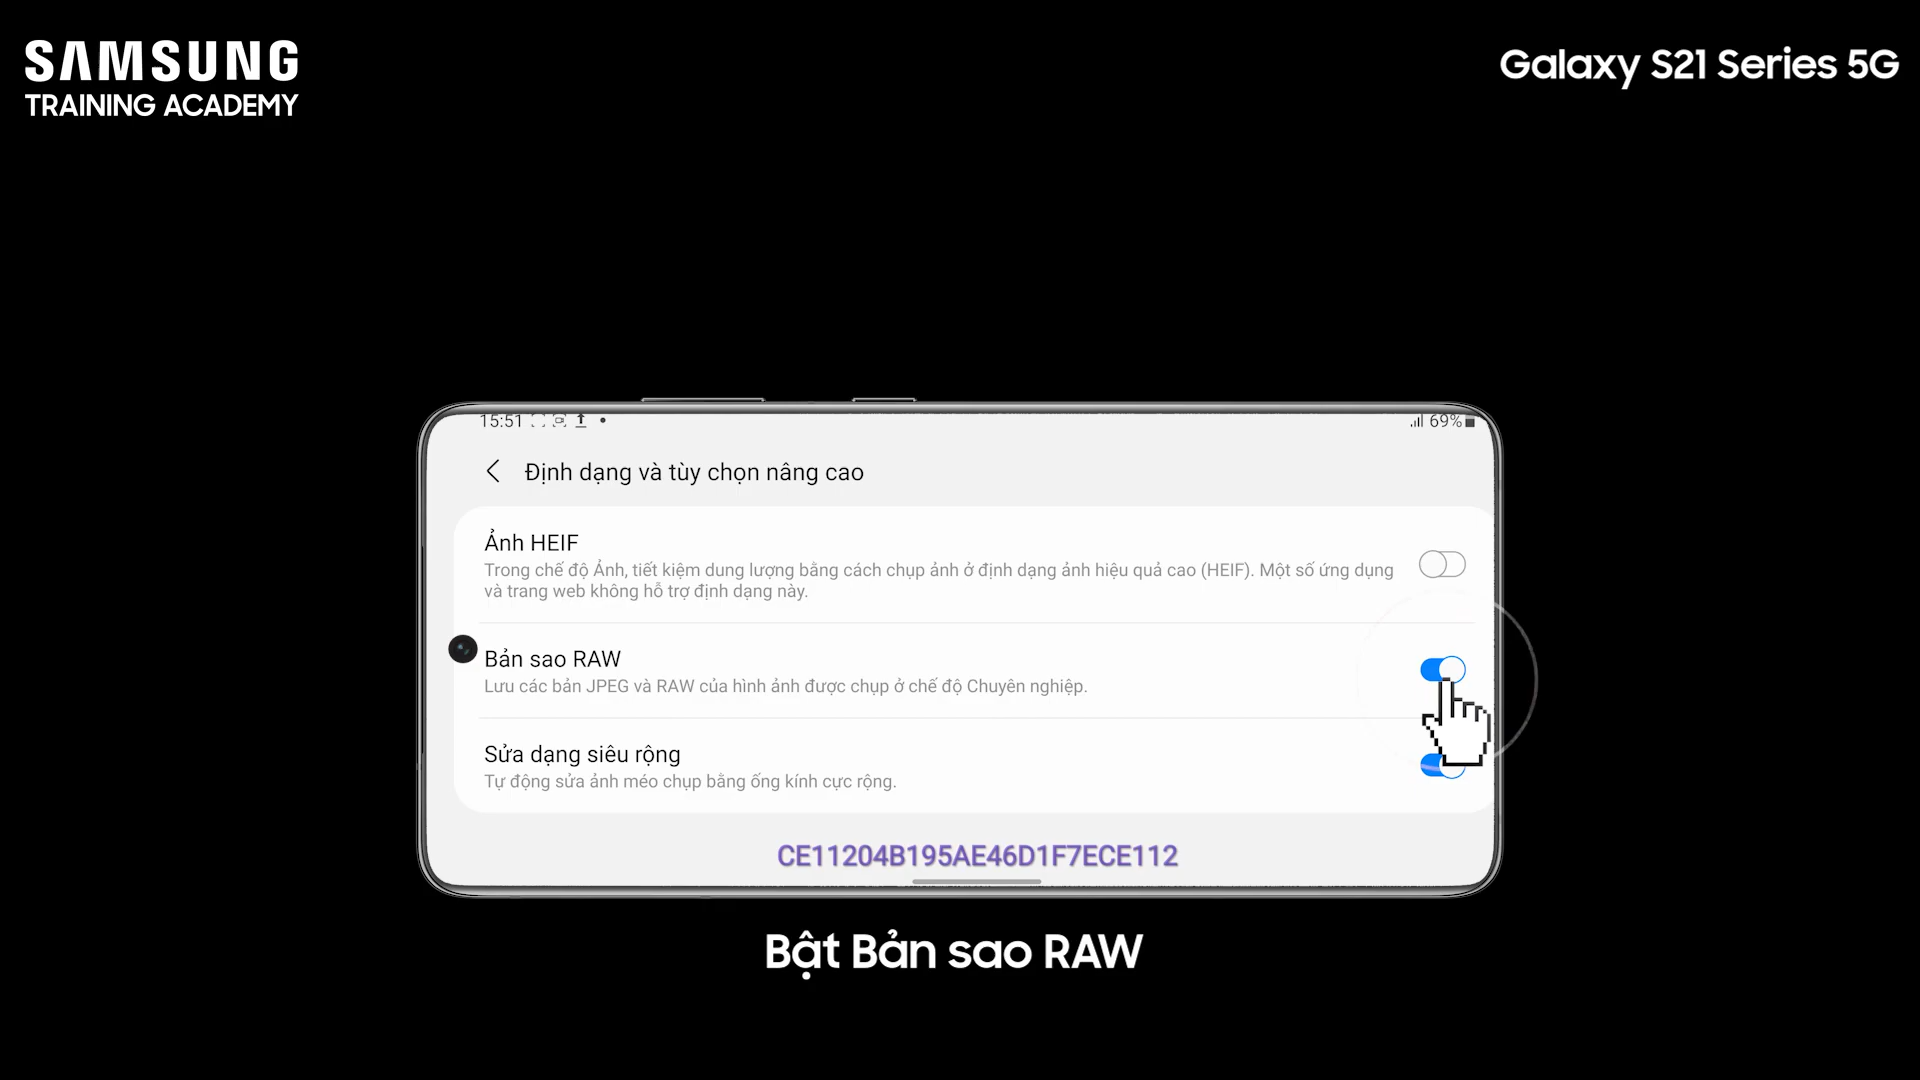 SAMSUNG
TRAINING ACADEMY
Galaxy S21 Series 5G
15:51
69%
Định dạng và tùy chọn nâng cao
Ảnh HEIF
Trong chế độ Ảnh, tiết kiệm dung lượng bằng cách chụp ảnh ở định dạng ảnh hiệu quả cao (HEIF). Một số ứng dụng
và trang web không hỗ trợ định dạng này.
Bản sao RAW
Lưu các bản JPEG và RAW của hình ảnh được chụp ở chế độ Chuyên nghiệp.
Sửa dạng siêu rộng
Tự động sửa ảnh méo chụp bằng ống kính cực rộng.
CE11204B195AE46D1F7ECE112
Bật Bản sao RAW